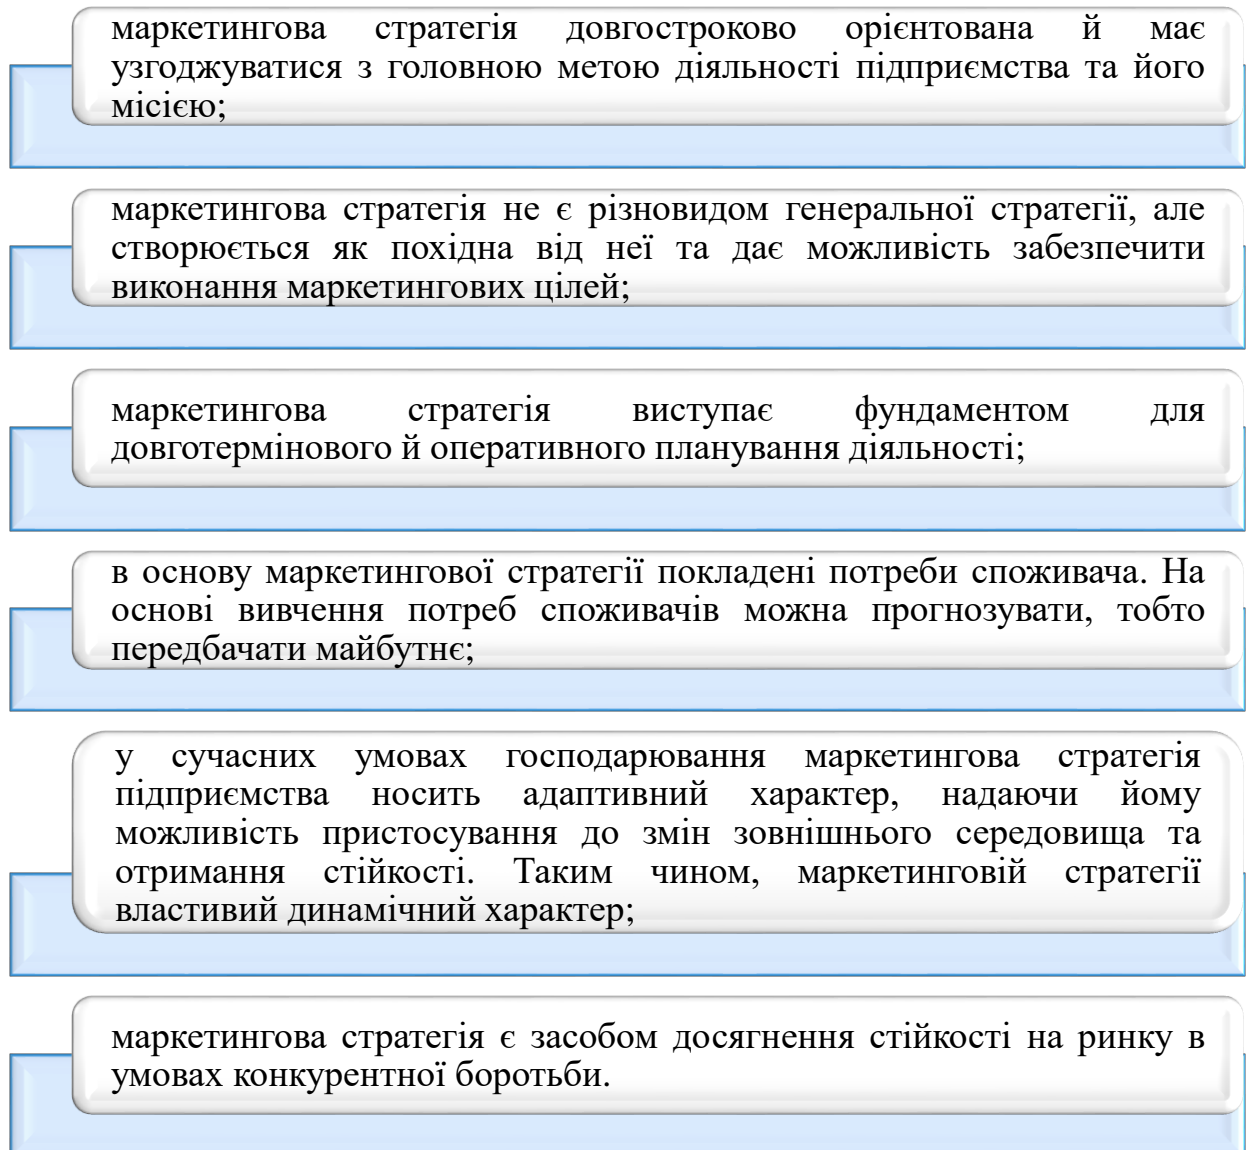 маркетингова стратегія довгостроково орієнтована й має
узгоджуватися з головною метою діяльності підприємства та його
місією;
маркетингова стратегія не є різновидом генеральної стратегії, але
створюється як похідна від неї та дає можливість забезпечити
виконання маркетингових цілей;
маркетингова стратегія виступає фундаментом для
довготермінового й оперативного планування діяльності;
в основу маркетингової стратегії покладені потреби споживача. На
основі вивчення потреб споживачів можна прогнозувати, тобто
передбачати майбутнє;
у сучасних умовах господарювання маркетингова стратегія
підприємства носить адаптивний характер, надаючи йому
можливість пристосування до змін зовнішнього середовища та
отримання стійкості. Таким чином, маркетинговій стратегії
властивий динамічний характер;
маркетингова стратегія є засобом досягнення стійкості на ринку в
умовах конкурентної боротьби.